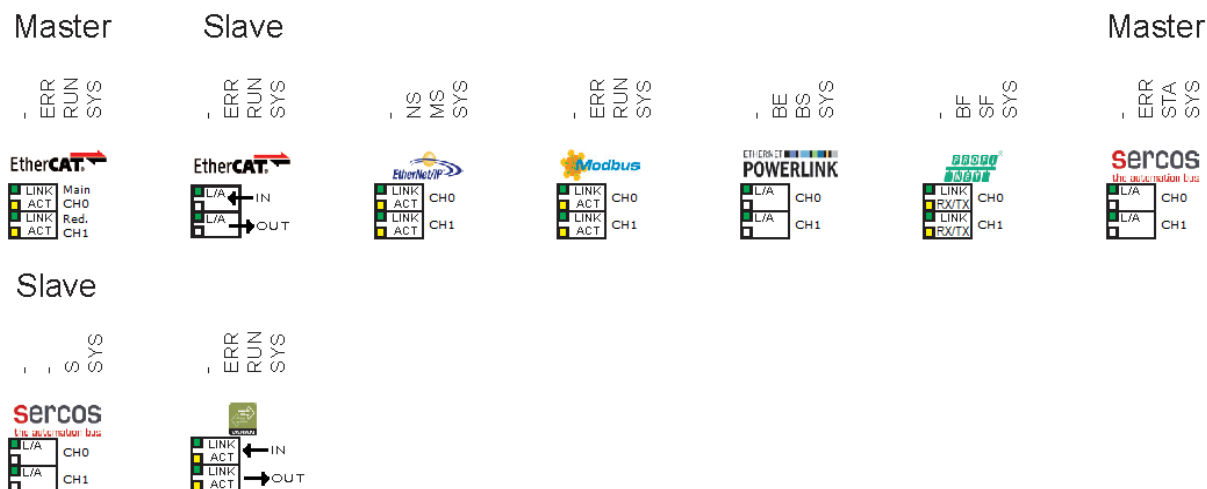 Master Slave Master
- ERR RUN SYS
- ERR RUN SYS
- NS MS SYS
- ERR RUN SYS
- BE BS SYS
- BF SF SYS
- ERR STA SYS
EtherCAT.
LINK Main
ACT CH0
LINK Red.
ACT CH1
EtherCAT.
L/A IN
L/A OUT
EtherNet/IP
LINK
ACT CH0
LINK
ACT CH1
Modbus
LINK
ACT CH0
LINK
ACT CH1
ETHERNET
POWERLINK
L/A CH0
L/A CH1
PROFI
NET
LINK
RX/TX CH0
LINK
RX/TX CH1
sercos
the automation bus
L/A CH0
L/A CH1
Slave
- - S SYS
- ERR RUN SYS
sercos
the automation bus
L/A CH0
L/A CH1
VARAN
LINK
ACT IN
LINK
ACT OUT